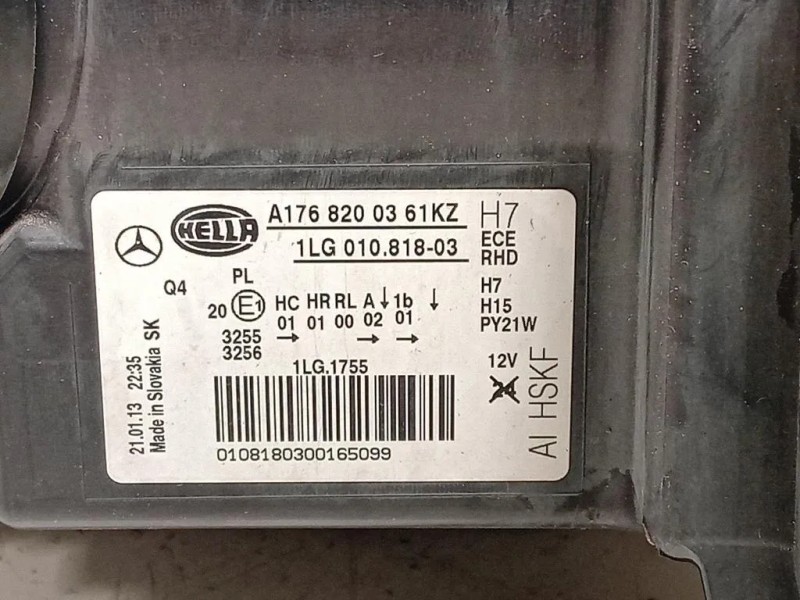 HELLA
A176 820 03 61KZ
1LG 010.818-03
H7
ECE
RHD
Q4
PL
20 E1
HC HR RL A ↓ 1b ↓
01 01 00 02 01
3255 → → →
3256
1LG.1755
H7
H15
PY21W
12V
24
AI HSKF
21.01.13 22:35
Made in Slovakia SK
0108180300165099